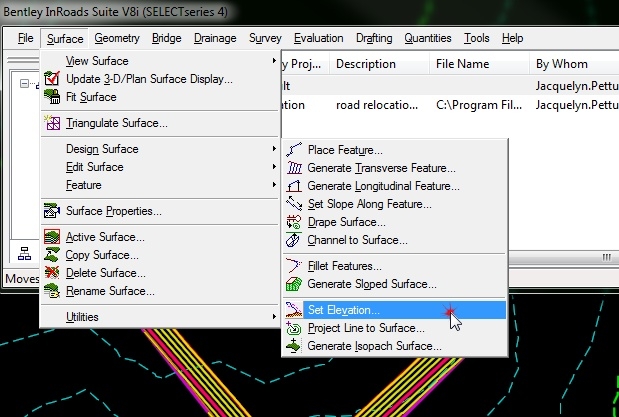 Bentley InRoads Suite V8i (SELECTseries 4)
File Surface Geometry Bridge Drainage Survey Evaluation Drafting Quantities Tools Help
y Proj... Description File Name By Whom
lt Jacquelyn.Pettu
ation road relocatio... C:\Program Fil... Jacquelyn.Pettu
View Surface
Update 3-D/Plan Surface Display...
Fit Surface
Triangulate Surface...
Design Surface
Edit Surface
Feature
Surface Properties...
Active Surface...
Copy Surface...
Delete Surface...
Rename Surface...
Utilities
Place Feature...
Generate Transverse Feature...
Generate Longitudinal Feature...
Set Slope Along Feature...
Drape Surface...
Channel to Surface...
Fillet Features...
Generate Sloped Surface...
Set Elevation...
Project Line to Surface...
Generate Isopach Surface...
Moves